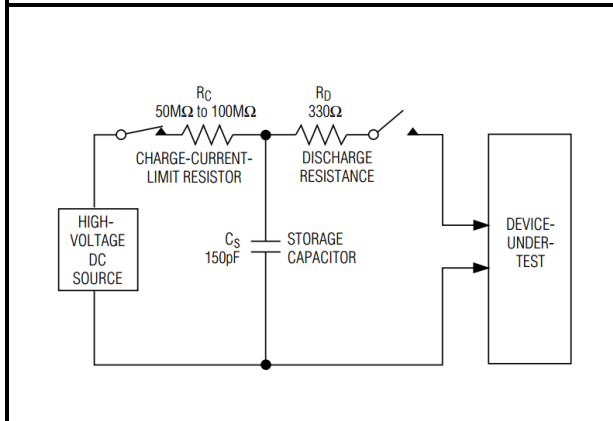 RC
50MΩ to 100MΩ
CHARGE-CURRENT-
LIMIT RESISTOR
RD
330Ω
DISCHARGE
RESISTANCE
HIGH-
VOLTAGE
DC
SOURCE
CS
150pF
STORAGE
CAPACITOR
DEVICE-
UNDER-
TEST